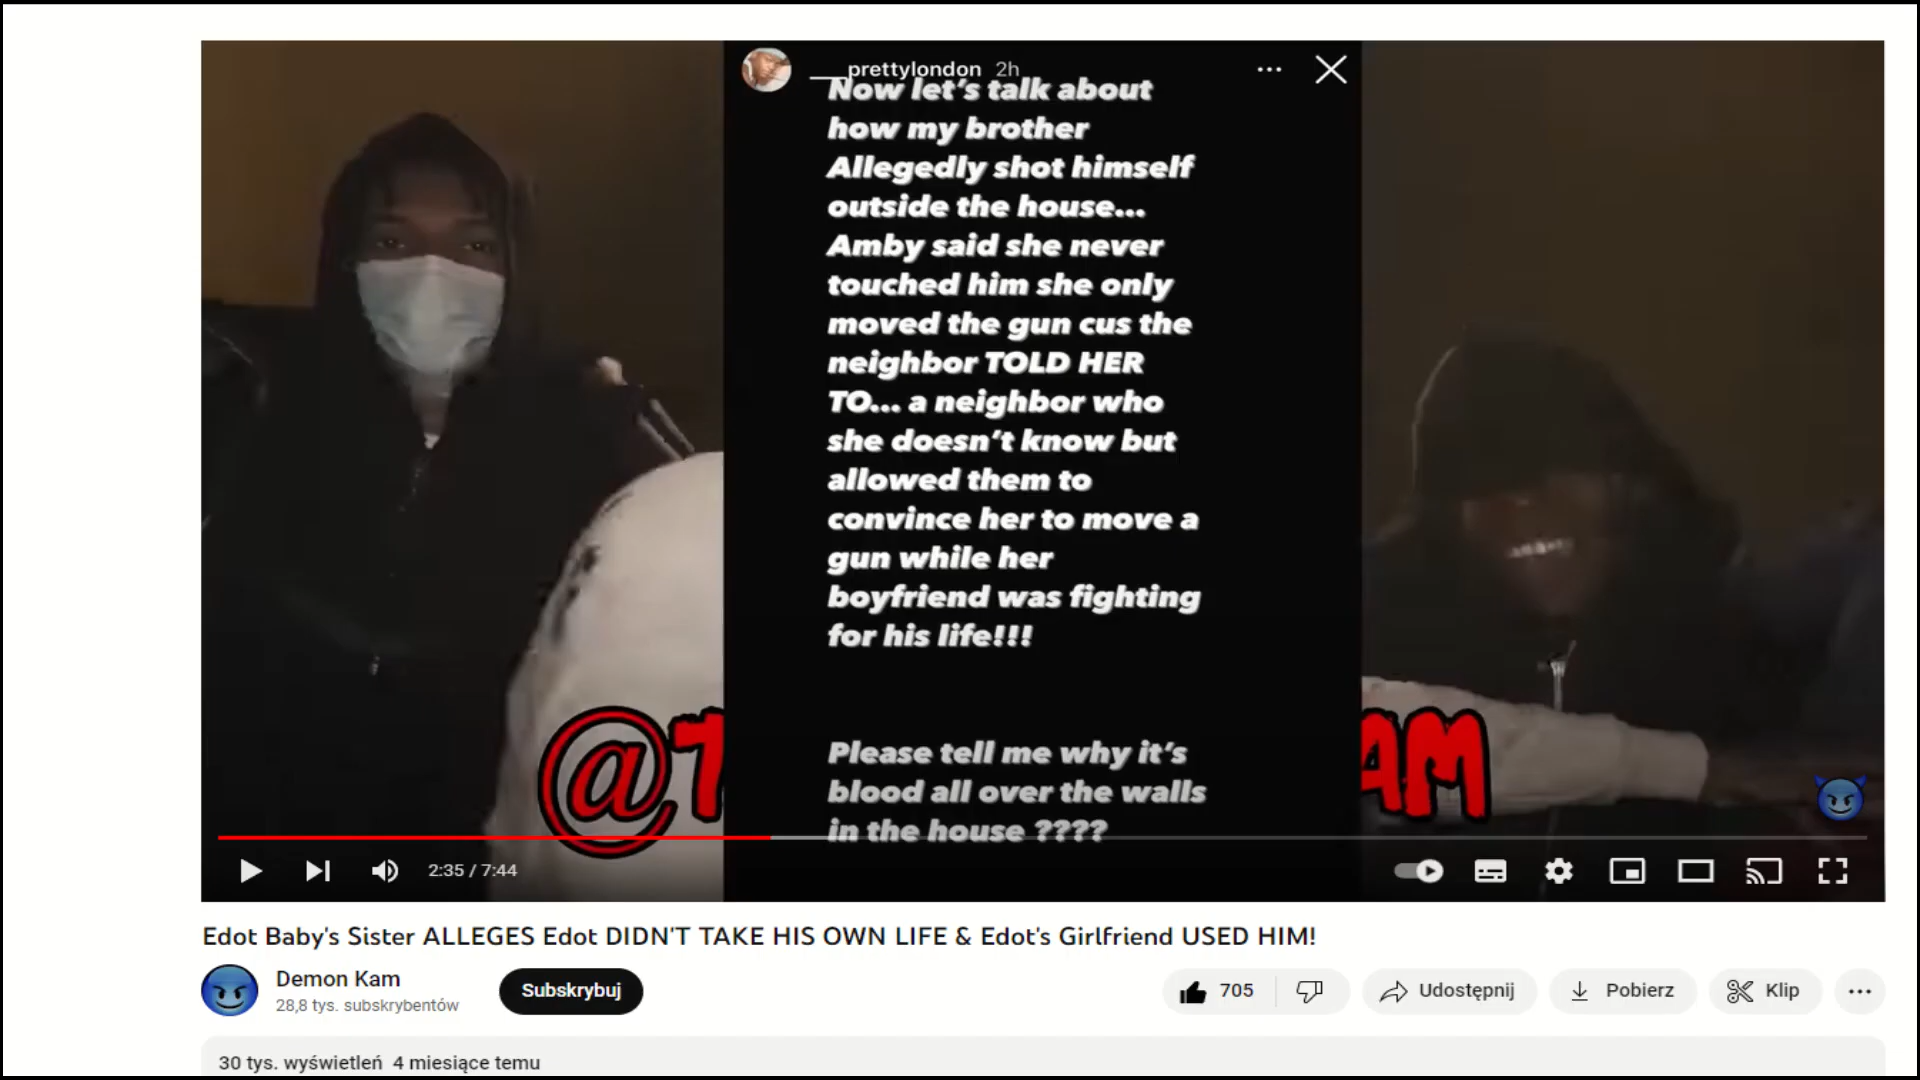 ___prettylondon 2h
Now let's talk about
how my brother
Allegedly shot himself
outside the house...
Amby said she never
touched him she only
moved the gun cus the
neighbor TOLD HER
TO... a neighbor who
she doesn't know but
allowed them to
convince her to move a
gun while her
boyfriend was fighting
for his life!!!
Please tell me why it's
blood all over the walls
in the house ????
@T
AM
2:35 / 7:44
Edot Baby's Sister ALLEGES Edot DIDN'T TAKE HIS OWN LIFE & Edot's Girlfriend USED HIM!
Demon Kam
28,8 tys. subskrybentów
Subskrybuj
705
Udostępnij
Pobierz
Klip
30 tys. wyświetleń 4 miesiące temu